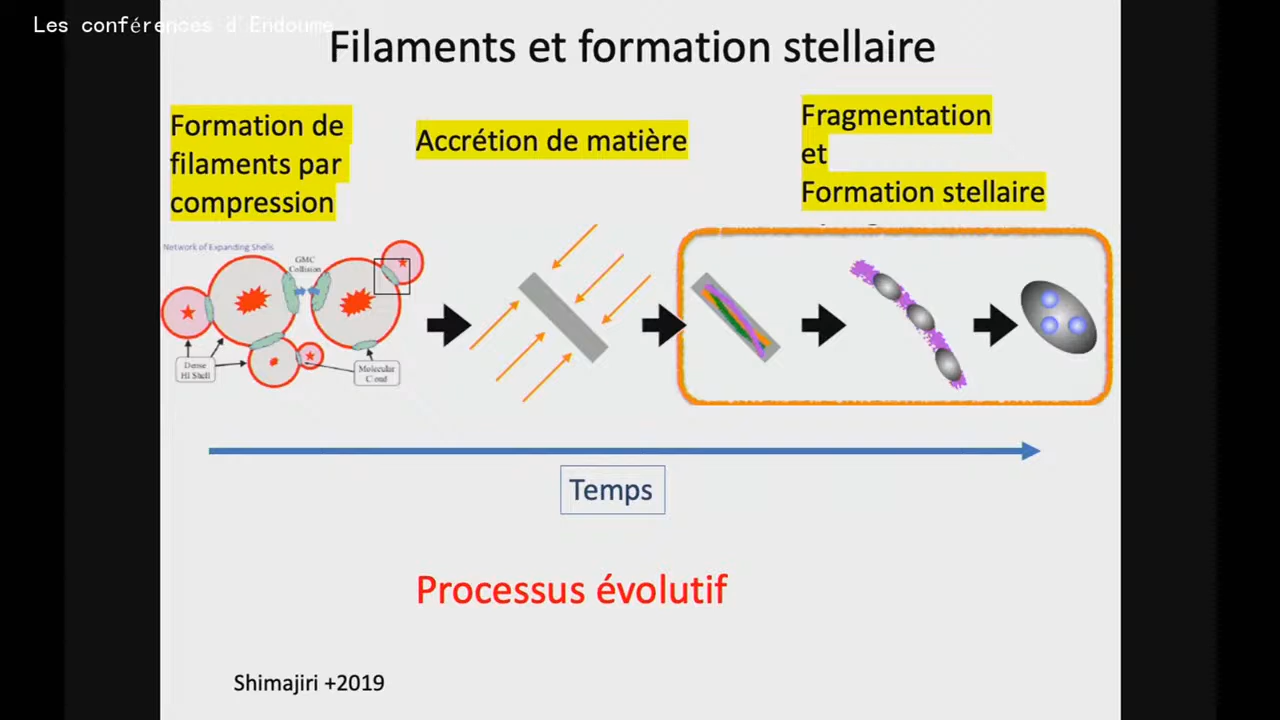 Les conférences d'Endoume
Filaments et formation stellaire
Formation de
filaments par
compression
Accrétion de matière
Fragmentation
et
Formation stellaire
Network of Expanding Shells
GMC
Collision
Dense
HI Shell
Molecular
Cloud
Temps
Processus évolutif
Shimajiri +2019